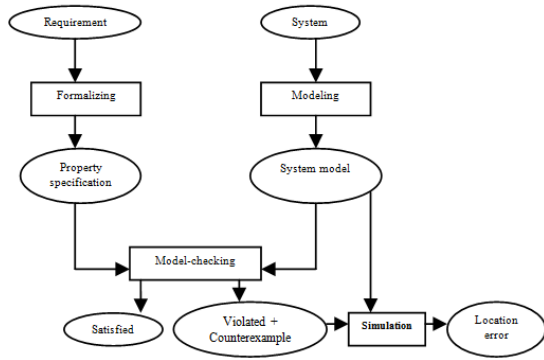 Requirement
System
Formalizing
Modeling
Property
specification
System model
Model-checking
Satisfied
Violated +
Counterexample
Simulation
Location
error